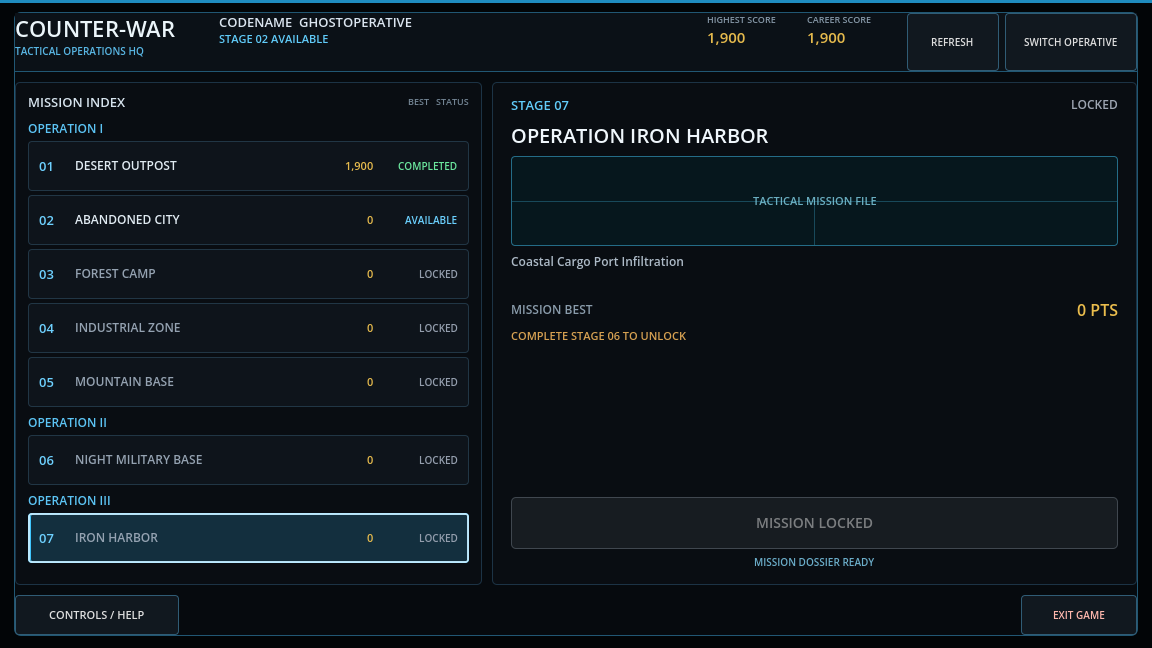 COUNTER-WAR
TACTICAL OPERATIONS HQ
CODENAME GHOSTOPERATIVE
STAGE 02 AVAILABLE
HIGHEST SCORE
1,900
CAREER SCORE
1,900
REFRESH
SWITCH OPERATIVE
MISSION INDEX BEST STATUS
OPERATION I
01 DESERT OUTPOST 1,900 COMPLETED
02 ABANDONED CITY 0 AVAILABLE
03 FOREST CAMP 0 LOCKED
04 INDUSTRIAL ZONE 0 LOCKED
05 MOUNTAIN BASE 0 LOCKED
OPERATION II
06 NIGHT MILITARY BASE 0 LOCKED
OPERATION III
07 IRON HARBOR 0 LOCKED
STAGE 07 LOCKED
OPERATION IRON HARBOR
TACTICAL MISSION FILE
Coastal Cargo Port Infiltration
MISSION BEST 0 PTS
COMPLETE STAGE 06 TO UNLOCK
MISSION LOCKED
MISSION DOSSIER READY
CONTROLS / HELP
EXIT GAME